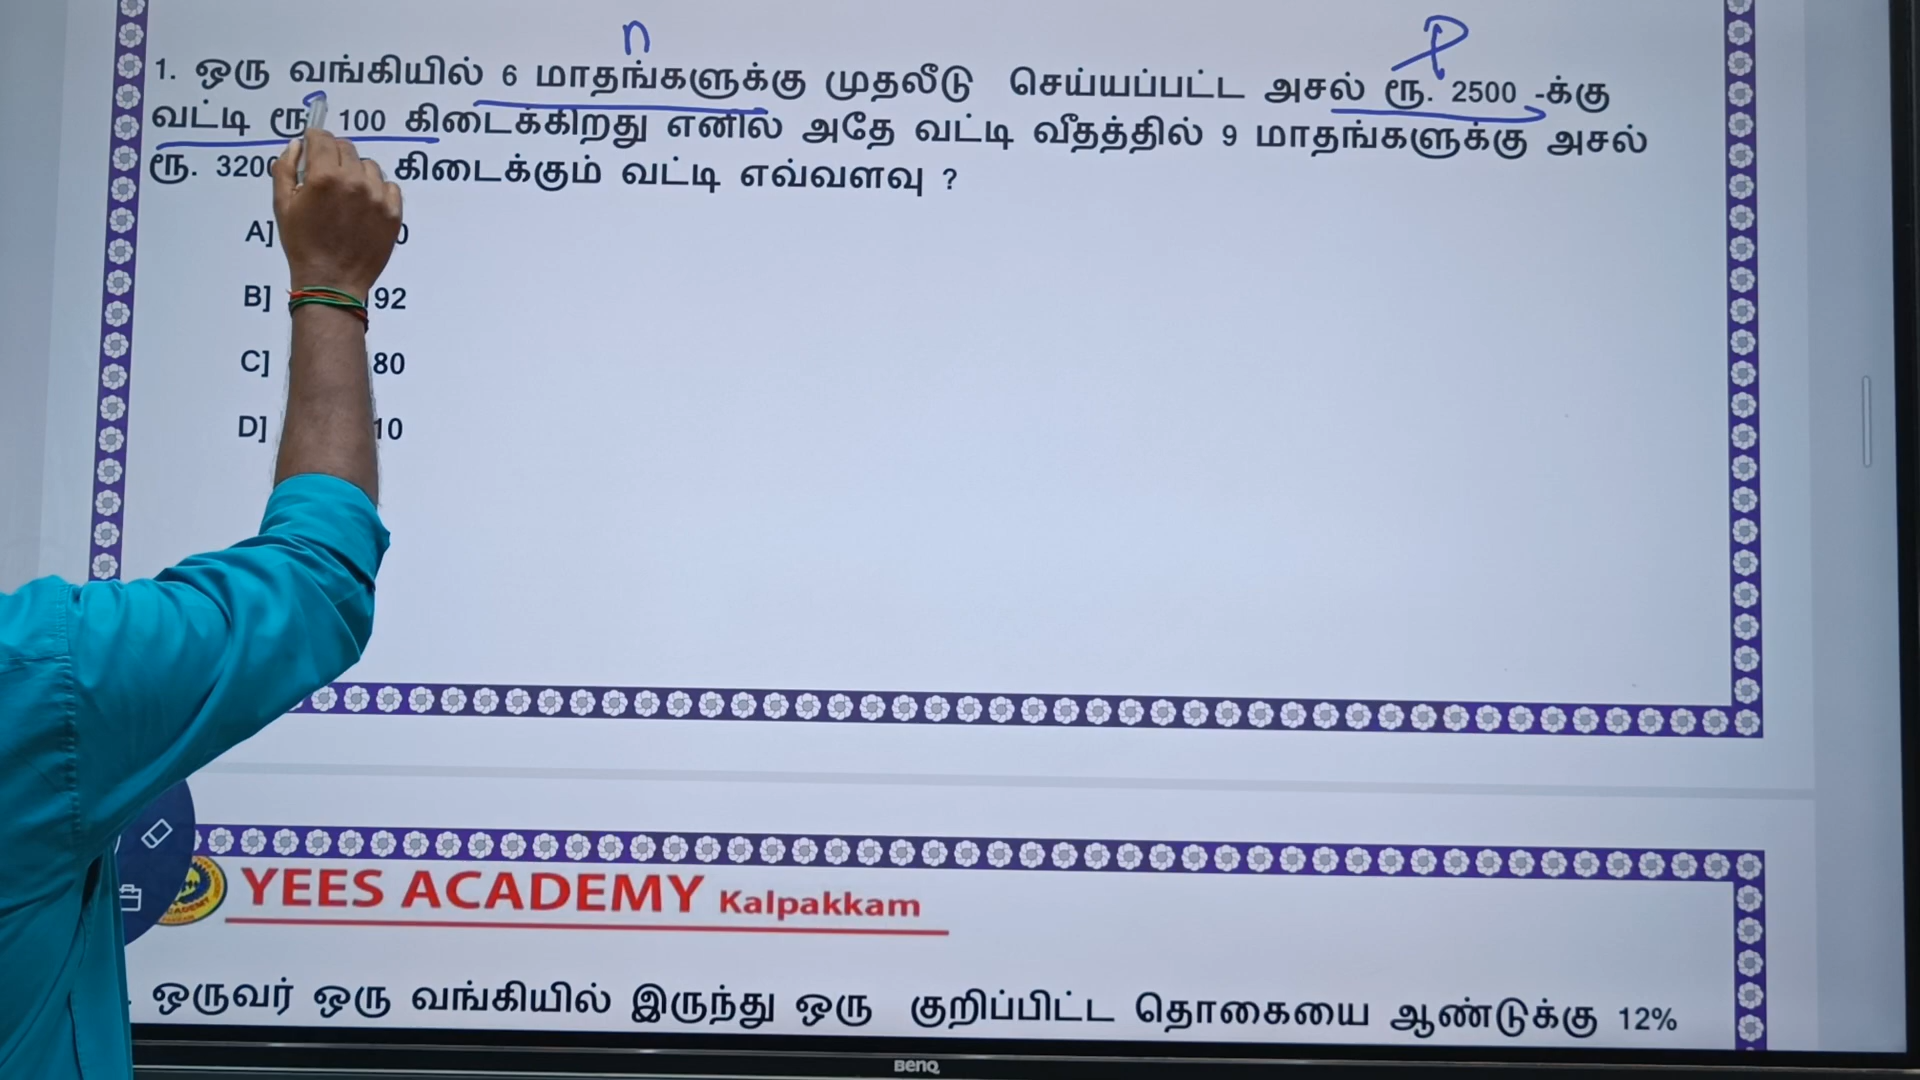 n P
1. ஒரு வங்கியில் 6 மாதங்களுக்கு முதலீடு செய்யப்பட்ட அசல் ரூ. 2500 -க்கு
வட்டி ரூ 100 கிடைக்கிறது எனில் அதே வட்டி வீதத்தில் 9 மாதங்களுக்கு அசல்
ரூ. 3200 கிடைக்கும் வட்டி எவ்வளவு ?
A]
B] 92
C] 80
D] 10
YEES ACADEMY Kalpakkam
ஒருவர் ஒரு வங்கியில் இருந்து ஒரு குறிப்பிட்ட தொகையை ஆண்டுக்கு 12%
BenQ